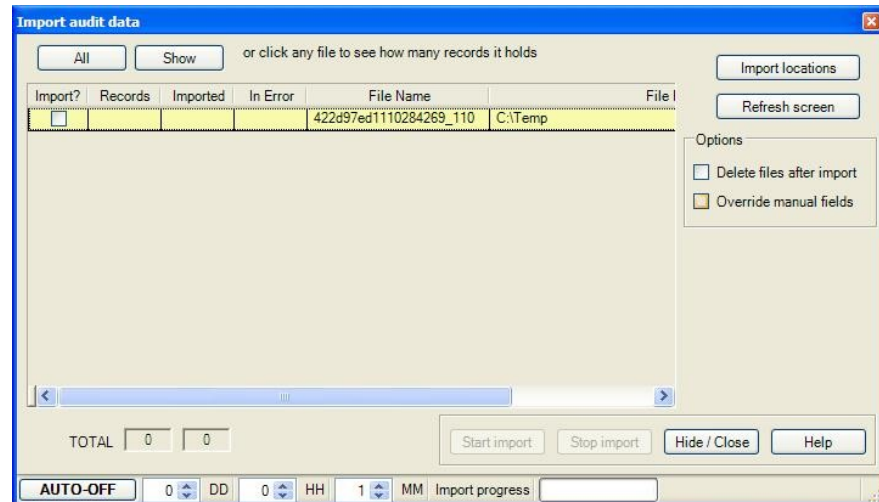 Import audit data
All Show or click any file to see how many records it holds
Import locations
Import? Records Imported In Error File Name File
Refresh screen
422d97ed1110284269_110 C:\Temp
Options
Delete files after import
Override manual fields
TOTAL 0 0
Start import Stop import Hide / Close Help
AUTO-OFF 0 DD 0 HH 1 MM Import progress